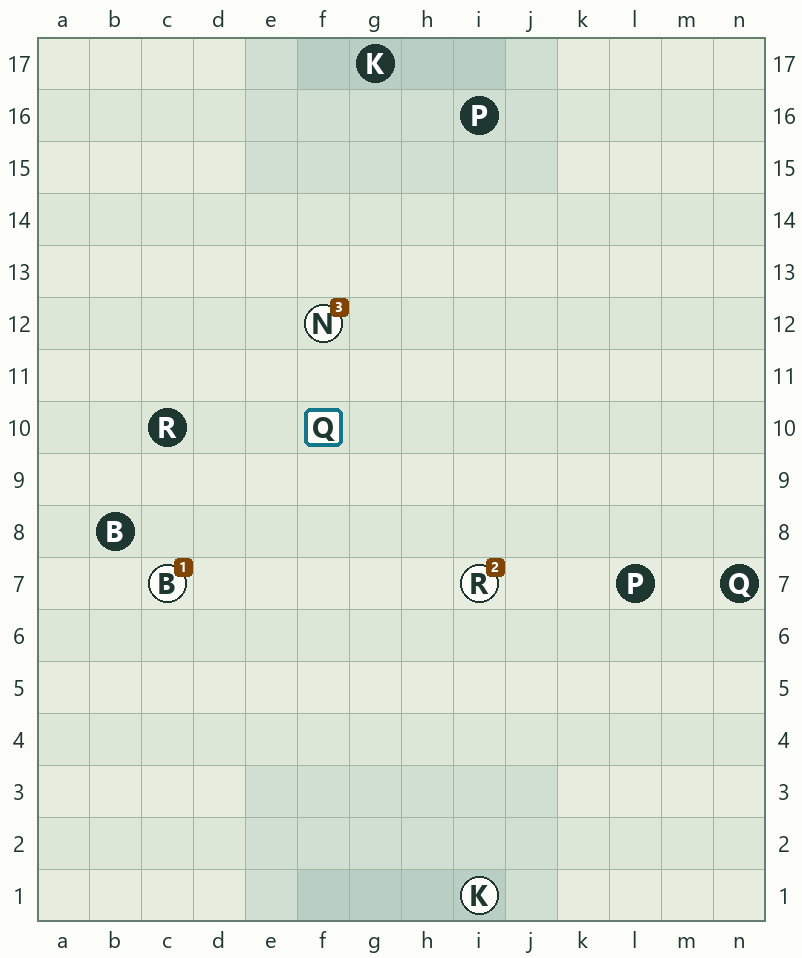 a b c d e f g h i j k l m n
17 K 17
16 P 16
15 15
14 14
13 13
12 N 3 12
11 11
10 R Q 10
9 9
8 B 8
7 B 1 R 2 P Q 7
6 6
5 5
4 4
3 3
2 2
1 K 1
a b c d e f g h i j k l m n